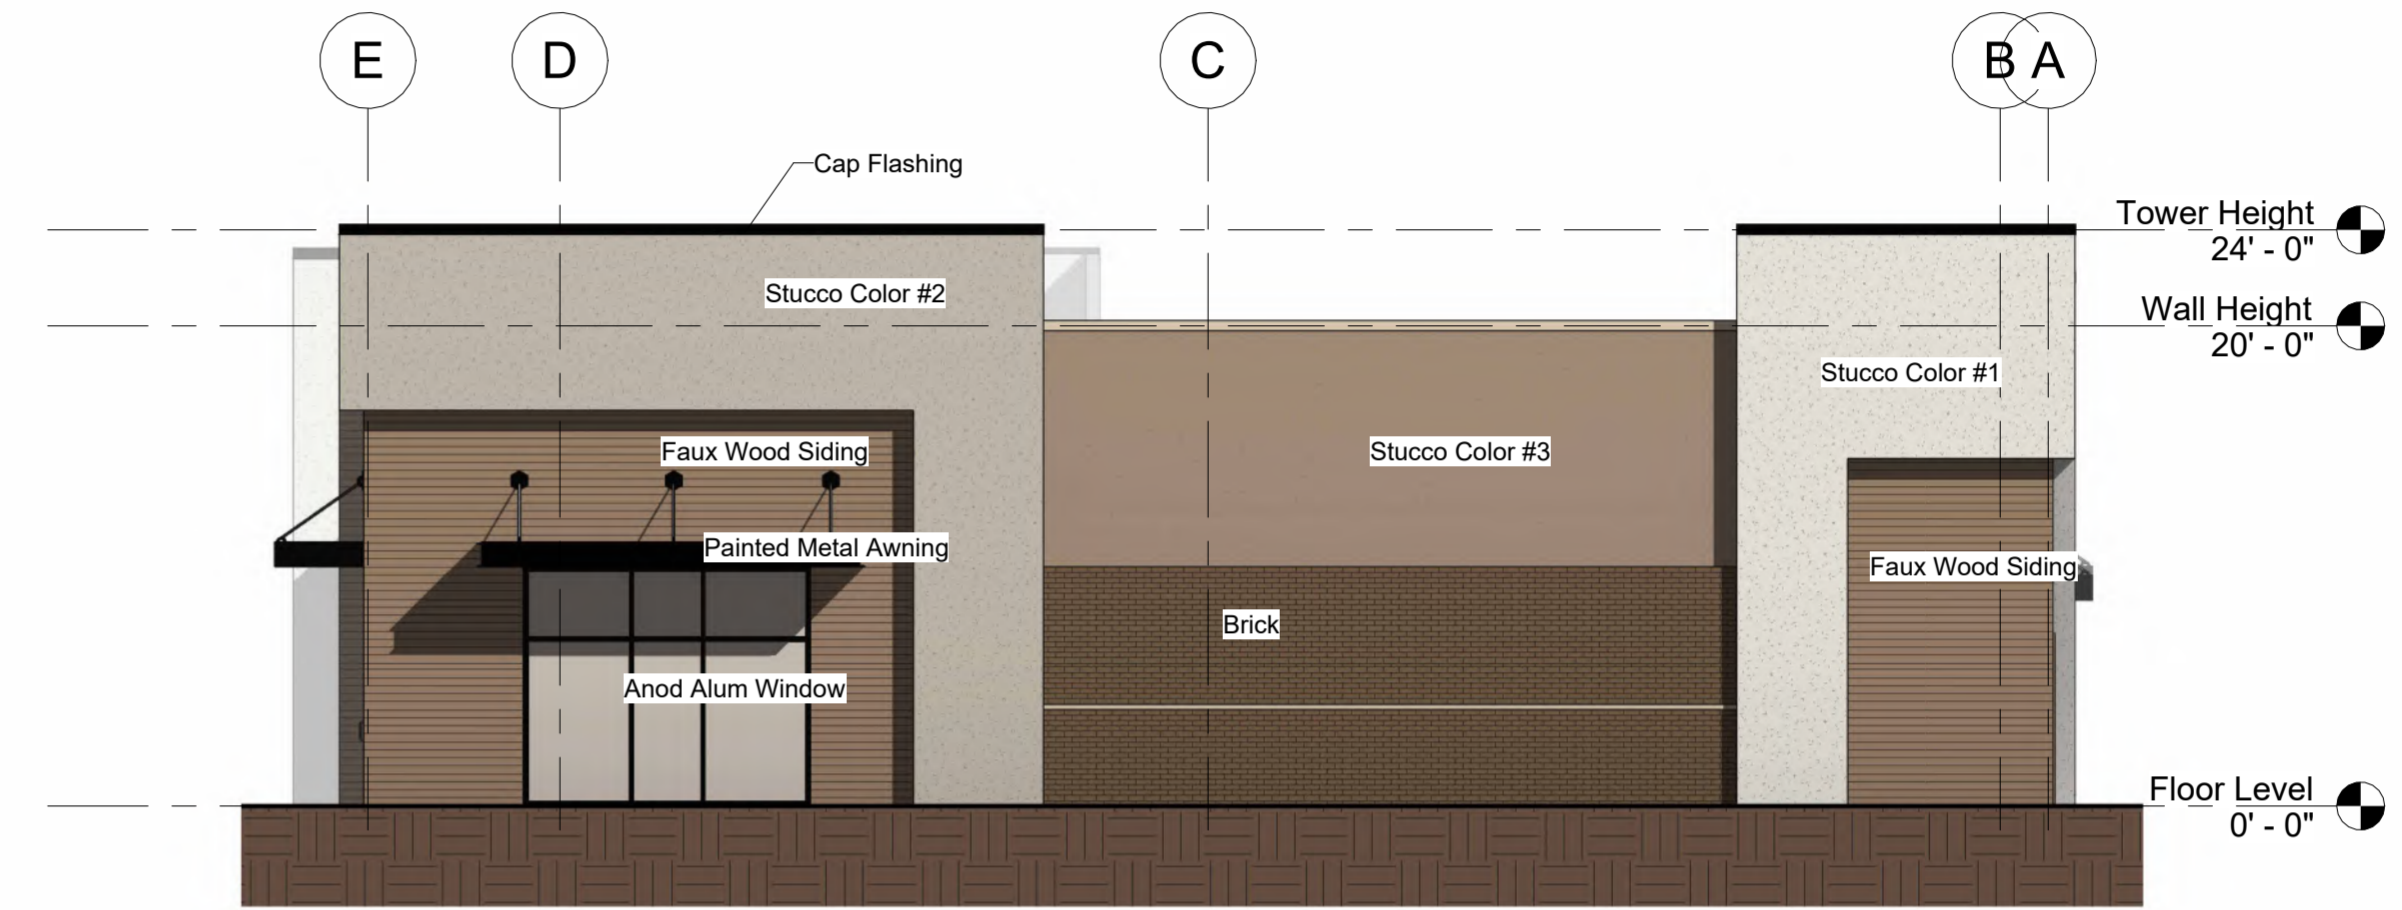 E
D
C
B
A
Cap Flashing
Tower Height
24' - 0"
Stucco Color #2
Wall Height
20' - 0"
Stucco Color #1
Faux Wood Siding
Stucco Color #3
Painted Metal Awning
Faux Wood Siding
Brick
Anod Alum Window
Floor Level
0' - 0"